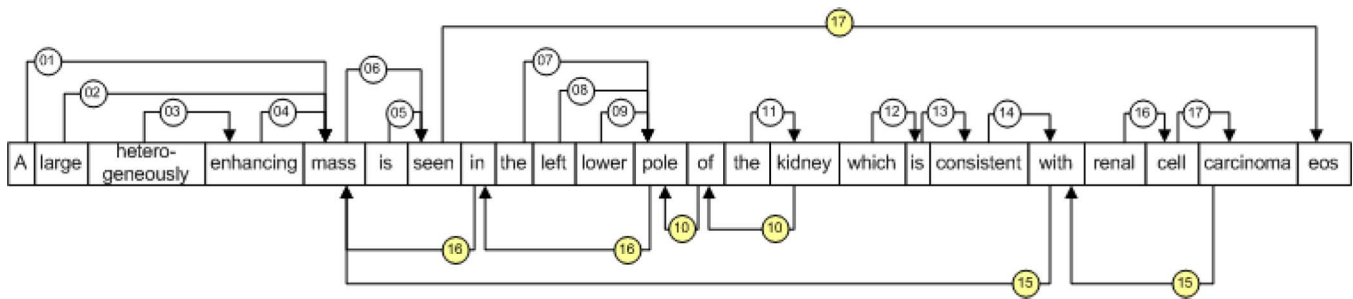 17
01 06 07
02 08
03 04 05 09 11 12 13 14 16 17
A large hetero- geneously enhancing mass is seen in the left lower pole of the kidney which is consistent with renal cell carcinoma eos
10 10
16 16
15 15